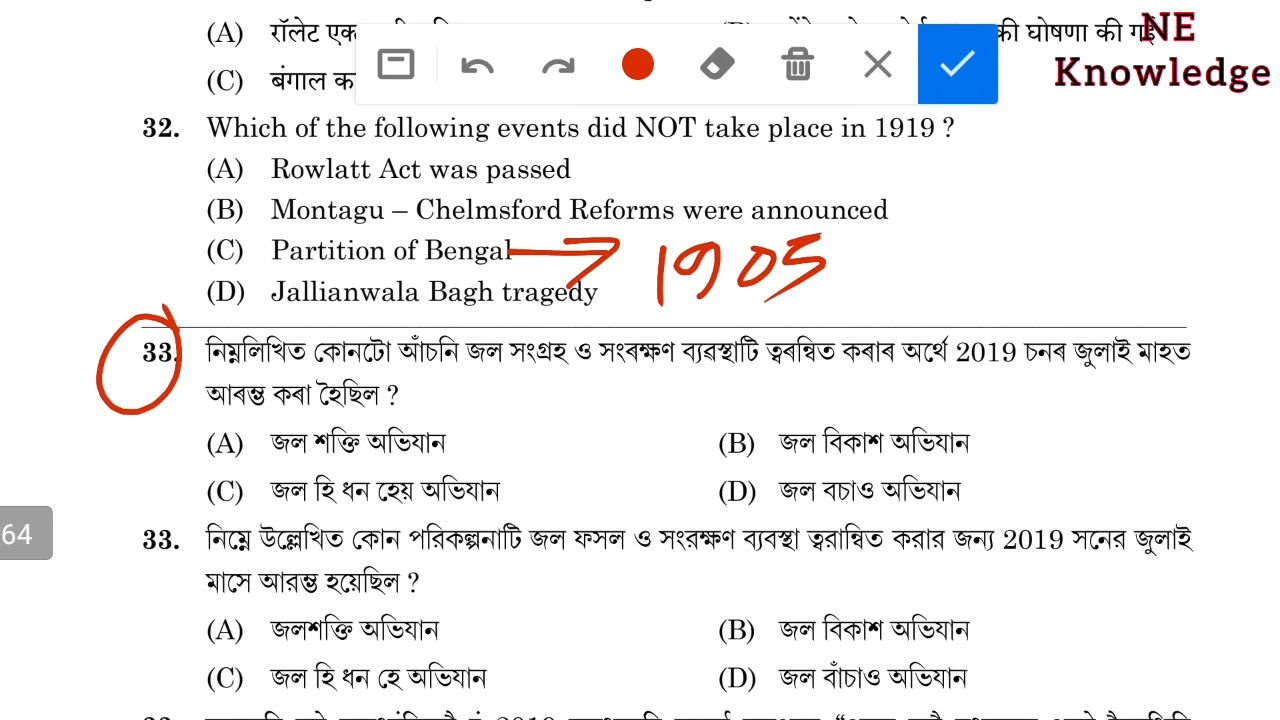 (A) रॉलेट
की घोषणा की गई
NE
Knowledge
(C) बंगाल
32. Which of the following events did NOT take place in 1919 ?
(A) Rowlatt Act was passed
(B) Montagu – Chelmsford Reforms were announced
(C) Partition of Bengal 1905
(D) Jallianwala Bagh tragedy
33. নিম্নলিখিত কোনটো আঁচনি জল সংগ্ৰহ ও সংৰক্ষণ ব্যৱস্থাটি ত্বৰন্বিত কৰাৰ অৰ্থে 2019 চনৰ জুলাই মাহত
আৰম্ভ কৰা হৈছিল ?
(A) জল শক্তি অভিযান (B) জল বিকাশ অভিযান
(C) জল হি ধন হেয় অভিযান (D) জল বচাও অভিযান
64
33. নিম্নে উল্লেখিত কোন পরিকল্পনাটি জল ফসল ও সংরক্ষণ ব্যবস্থা ত্বরান্বিত করার জন্য 2019 সনের জুলাই
মাসে আরম্ভ হয়েছিল ?
(A) জলশক্তি অভিযান (B) জল বিকাশ অভিযান
(C) জল হি ধন হে অভিযান (D) জল বাঁচাও অভিযান